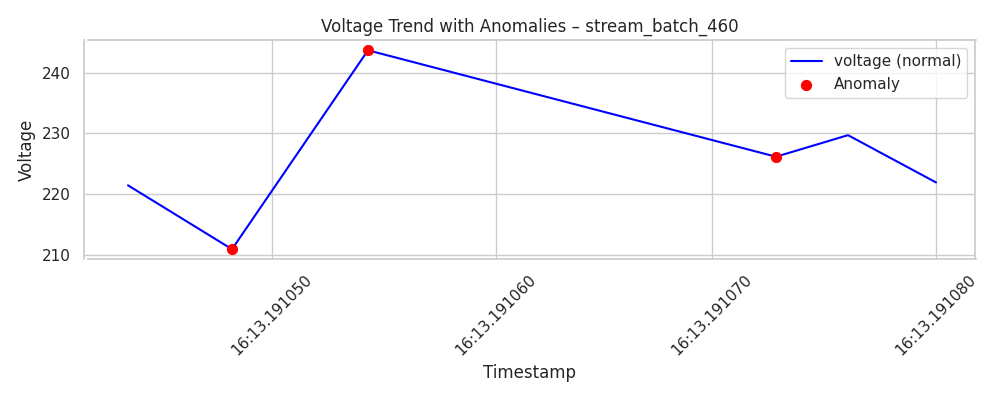 Voltage Trend with Anomalies – stream_batch_460
voltage (normal)
Anomaly
Voltage
240
230
220
210
16:13.191050
16:13.191060
16:13.191070
16:13.191080
Timestamp